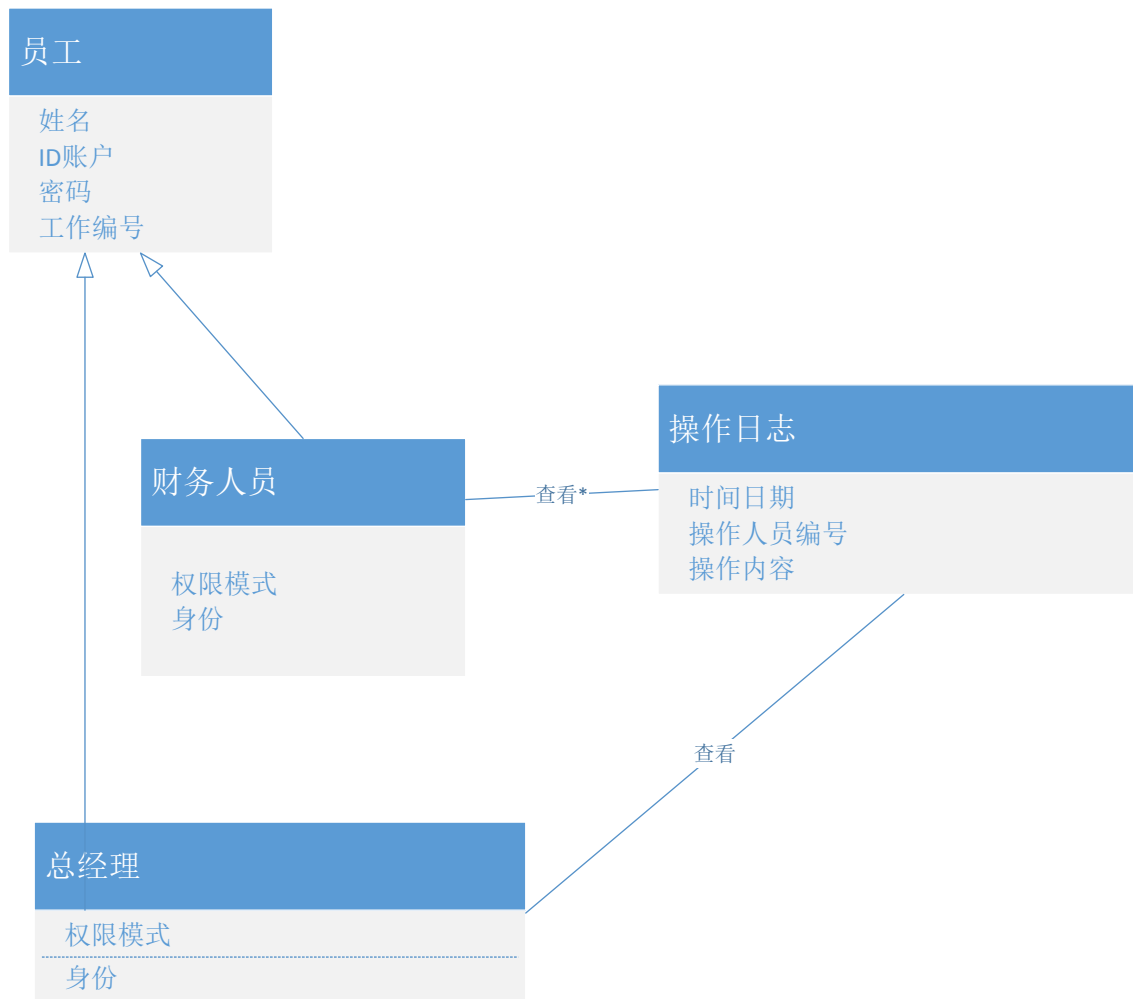 员工
姓名
ID账户
密码
工作编号
财务人员
权限模式
身份
查看*
操作日志
时间日期
操作人员编号
操作内容
查看
总经理
权限模式
身份